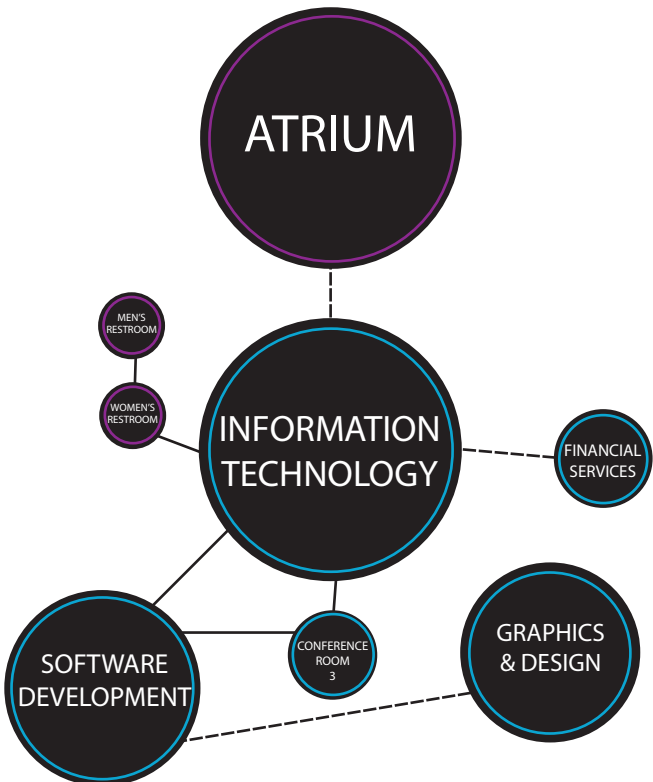 ATRIUM
MEN'S
RESTROOM
WOMEN'S
RESTROOM
INFORMATION
TECHNOLOGY
FINANCIAL
SERVICES
SOFTWARE
DEVELOPMENT
CONFERENCE
ROOM
3
GRAPHICS
& DESIGN